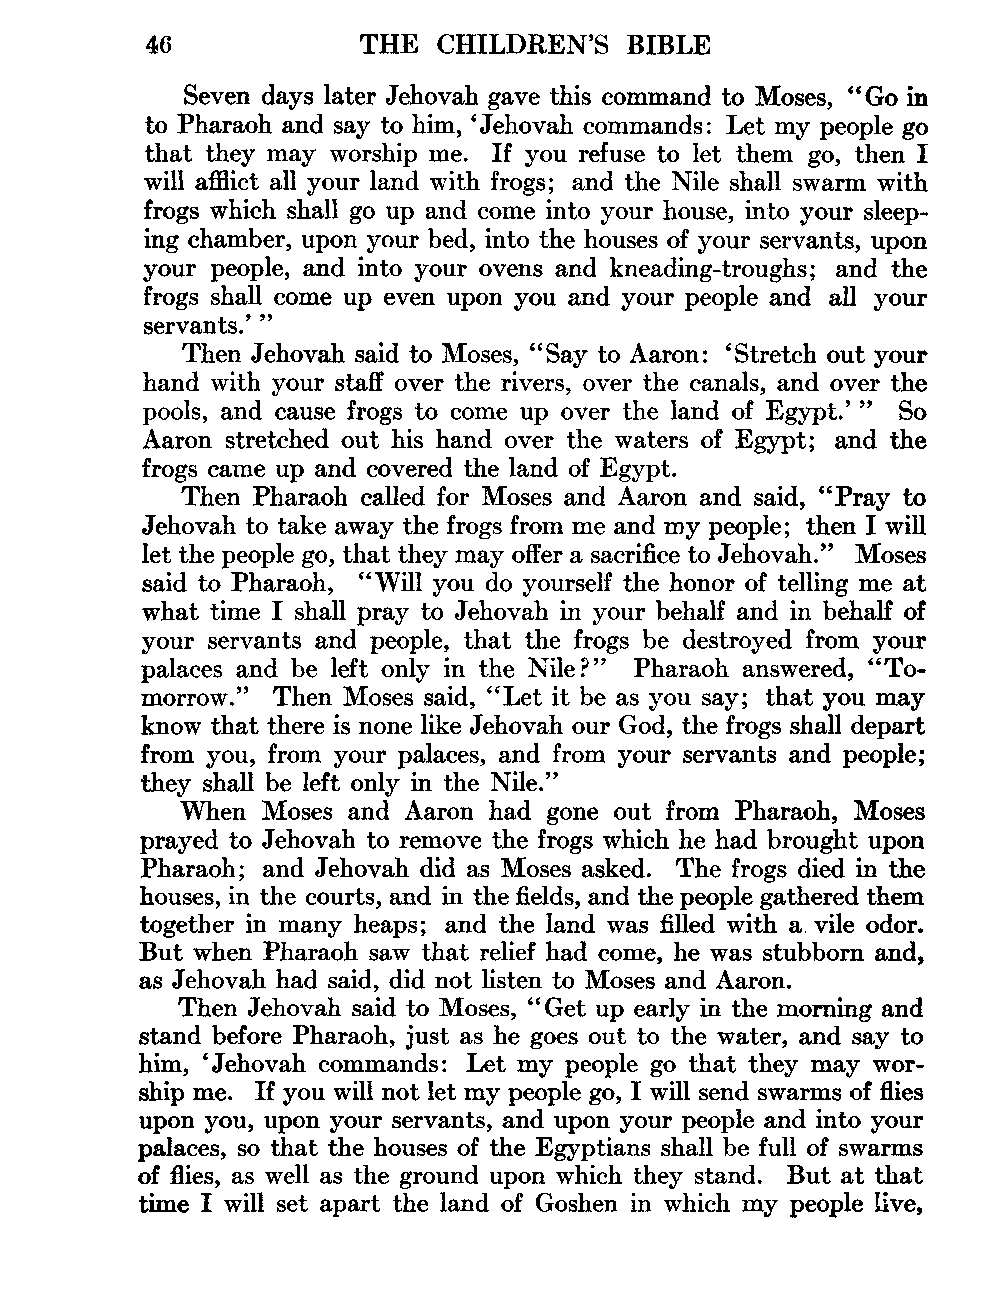 46 THE CHILDREN'S BIBLE
Seven days later Jehovah gave this command to Moses, “Go in
to Pharaoh and say to him, ‘Jehovah commands: Let my people go
that they may worship me. If you refuse to let them go, then I
will afflict all your land with frogs; and the Nile shall swarm with
frogs which shall go up and come into your house, into your sleep-
ing chamber, upon your bed, into the houses of your servants, upon
your people, and into your ovens and kneading-troughs; and the
frogs shall come up even upon you and your people and all your
servants.’ ”
Then Jehovah said to Moses, “Say to Aaron: ‘Stretch out your
hand with your staff over the rivers, over the canals, and over the
pools, and cause frogs to come up over the land of Egypt.’ ” So
Aaron stretched out his hand over the waters of Egypt; and the
frogs came up and covered the land of Egypt.
Then Pharaoh called for Moses and Aaron and said, “Pray to
Jehovah to take away the frogs from me and my people; then I will
let the people go, that they may offer a sacrifice to Jehovah.” Moses
said to Pharaoh, “Will you do yourself the honor of telling me at
what time I shall pray to Jehovah in your behalf and in behalf of
your servants and people, that the frogs be destroyed from your
palaces and be left only in the Nile?” Pharaoh answered, “To-
morrow.” Then Moses said, “Let it be as you say; that you may
know that there is none like Jehovah our God, the frogs shall depart
from you, from your palaces, and from your servants and people;
they shall be left only in the Nile.”
When Moses and Aaron had gone out from Pharaoh, Moses
prayed to Jehovah to remove the frogs which he had brought upon
Pharaoh; and Jehovah did as Moses asked. The frogs died in the
houses, in the courts, and in the fields, and the people gathered them
together in many heaps; and the land was filled with a vile odor.
But when Pharaoh saw that relief had come, he was stubborn and,
as Jehovah had said, did not listen to Moses and Aaron.
Then Jehovah said to Moses, “Get up early in the morning and
stand before Pharaoh, just as he goes out to the water, and say to
him, ‘Jehovah commands: Let my people go that they may wor-
ship me. If you will not let my people go, I will send swarms of flies
upon you, upon your servants, and upon your people and into your
palaces, so that the houses of the Egyptians shall be full of swarms
of flies, as well as the ground upon which they stand. But at that
time I will set apart the land of Goshen in which my people live,